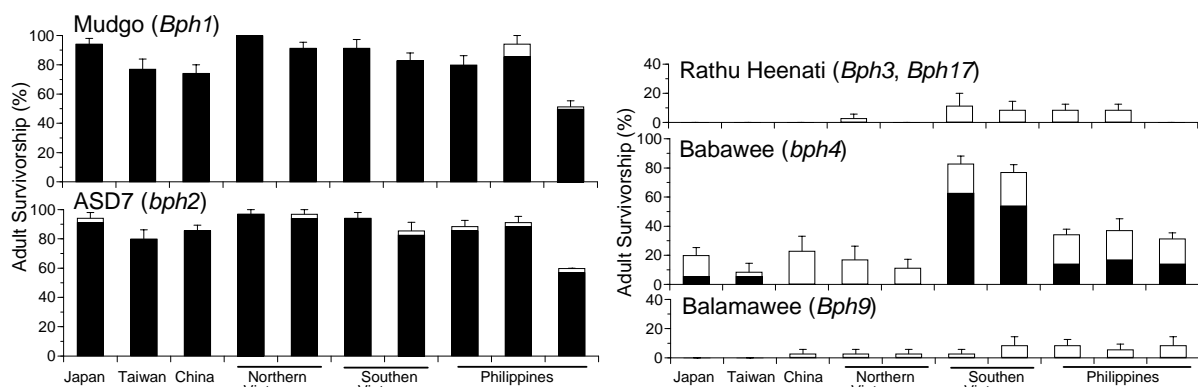 Mudgo (Bph1)
100
80
60
40
20
0
ASD7 (bph2)
100
80
60
40
20
0
Adult Survivorship (%)
Japan Taiwan China Northern Southen Philippines
Rathu Heenati (Bph3, Bph17)
40
20
0
Babawee (bph4)
100
80
60
40
20
0
Balamawee (Bph9)
40
20
0
Adult Survivorship (%)
Japan Taiwan China Northern Southen Philippines